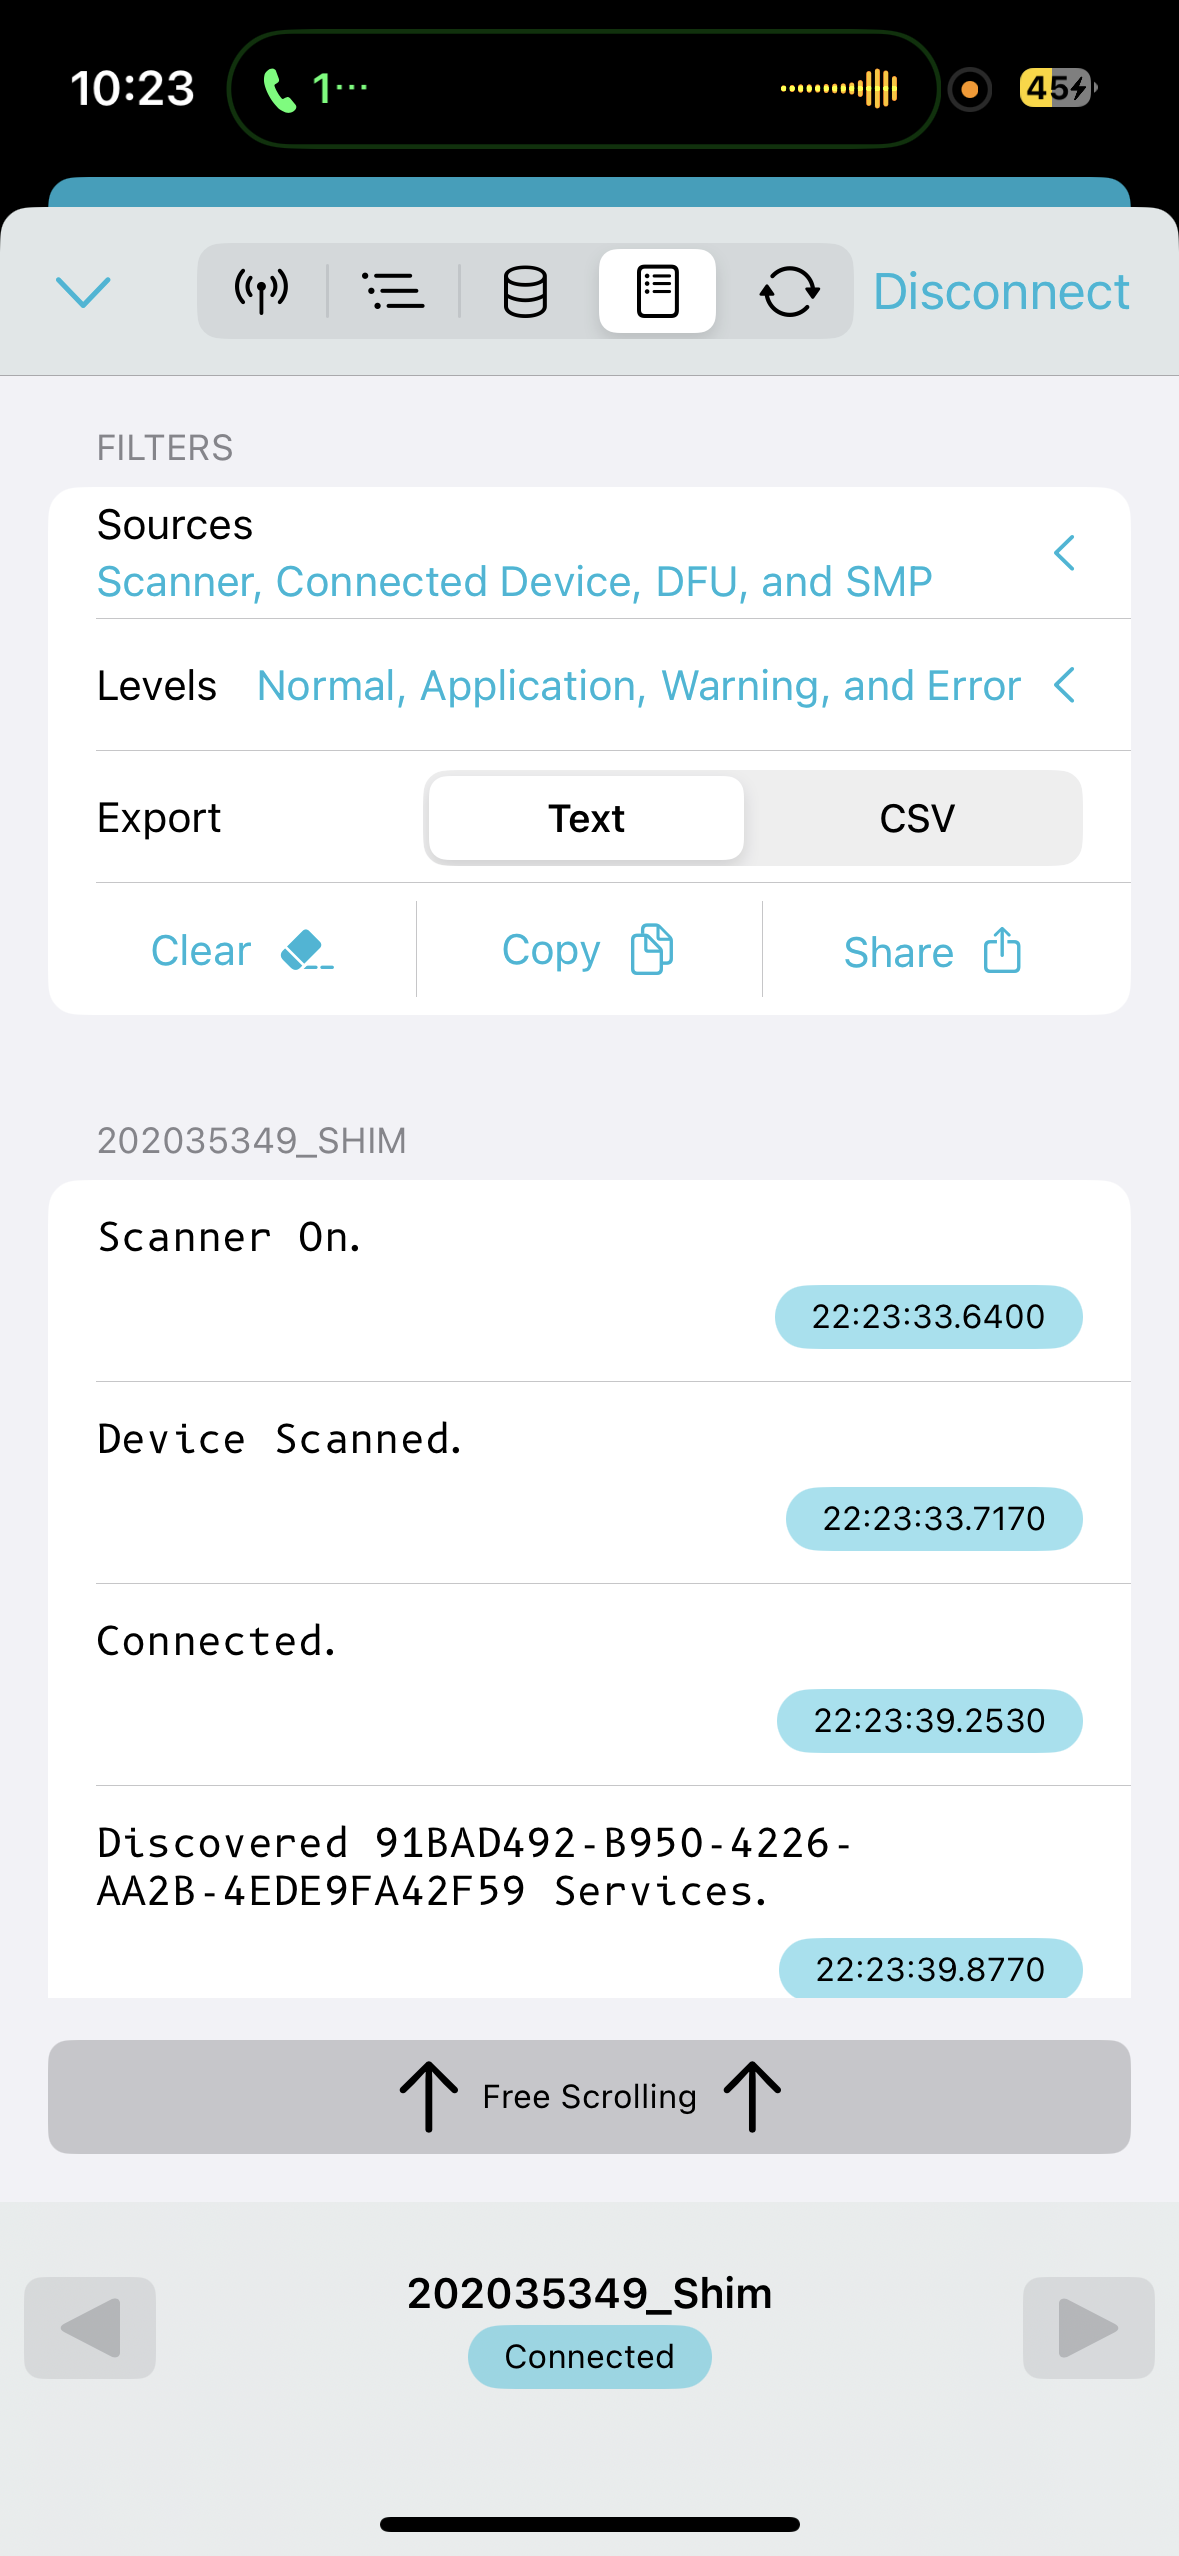 10:23
1...
45
Disconnect
FILTERS
Sources
Scanner, Connected Device, DFU, and SMP
Levels Normal, Application, Warning, and Error
Export Text CSV
Clear Copy Share
202035349_SHIM
Scanner On.
22:23:33.6400
Device Scanned.
22:23:33.7170
Connected.
22:23:39.2530
Discovered 91BAD492-B950-4226-
AA2B-4EDE9FA42F59 Services.
22:23:39.8770
Free Scrolling
202035349_Shim
Connected